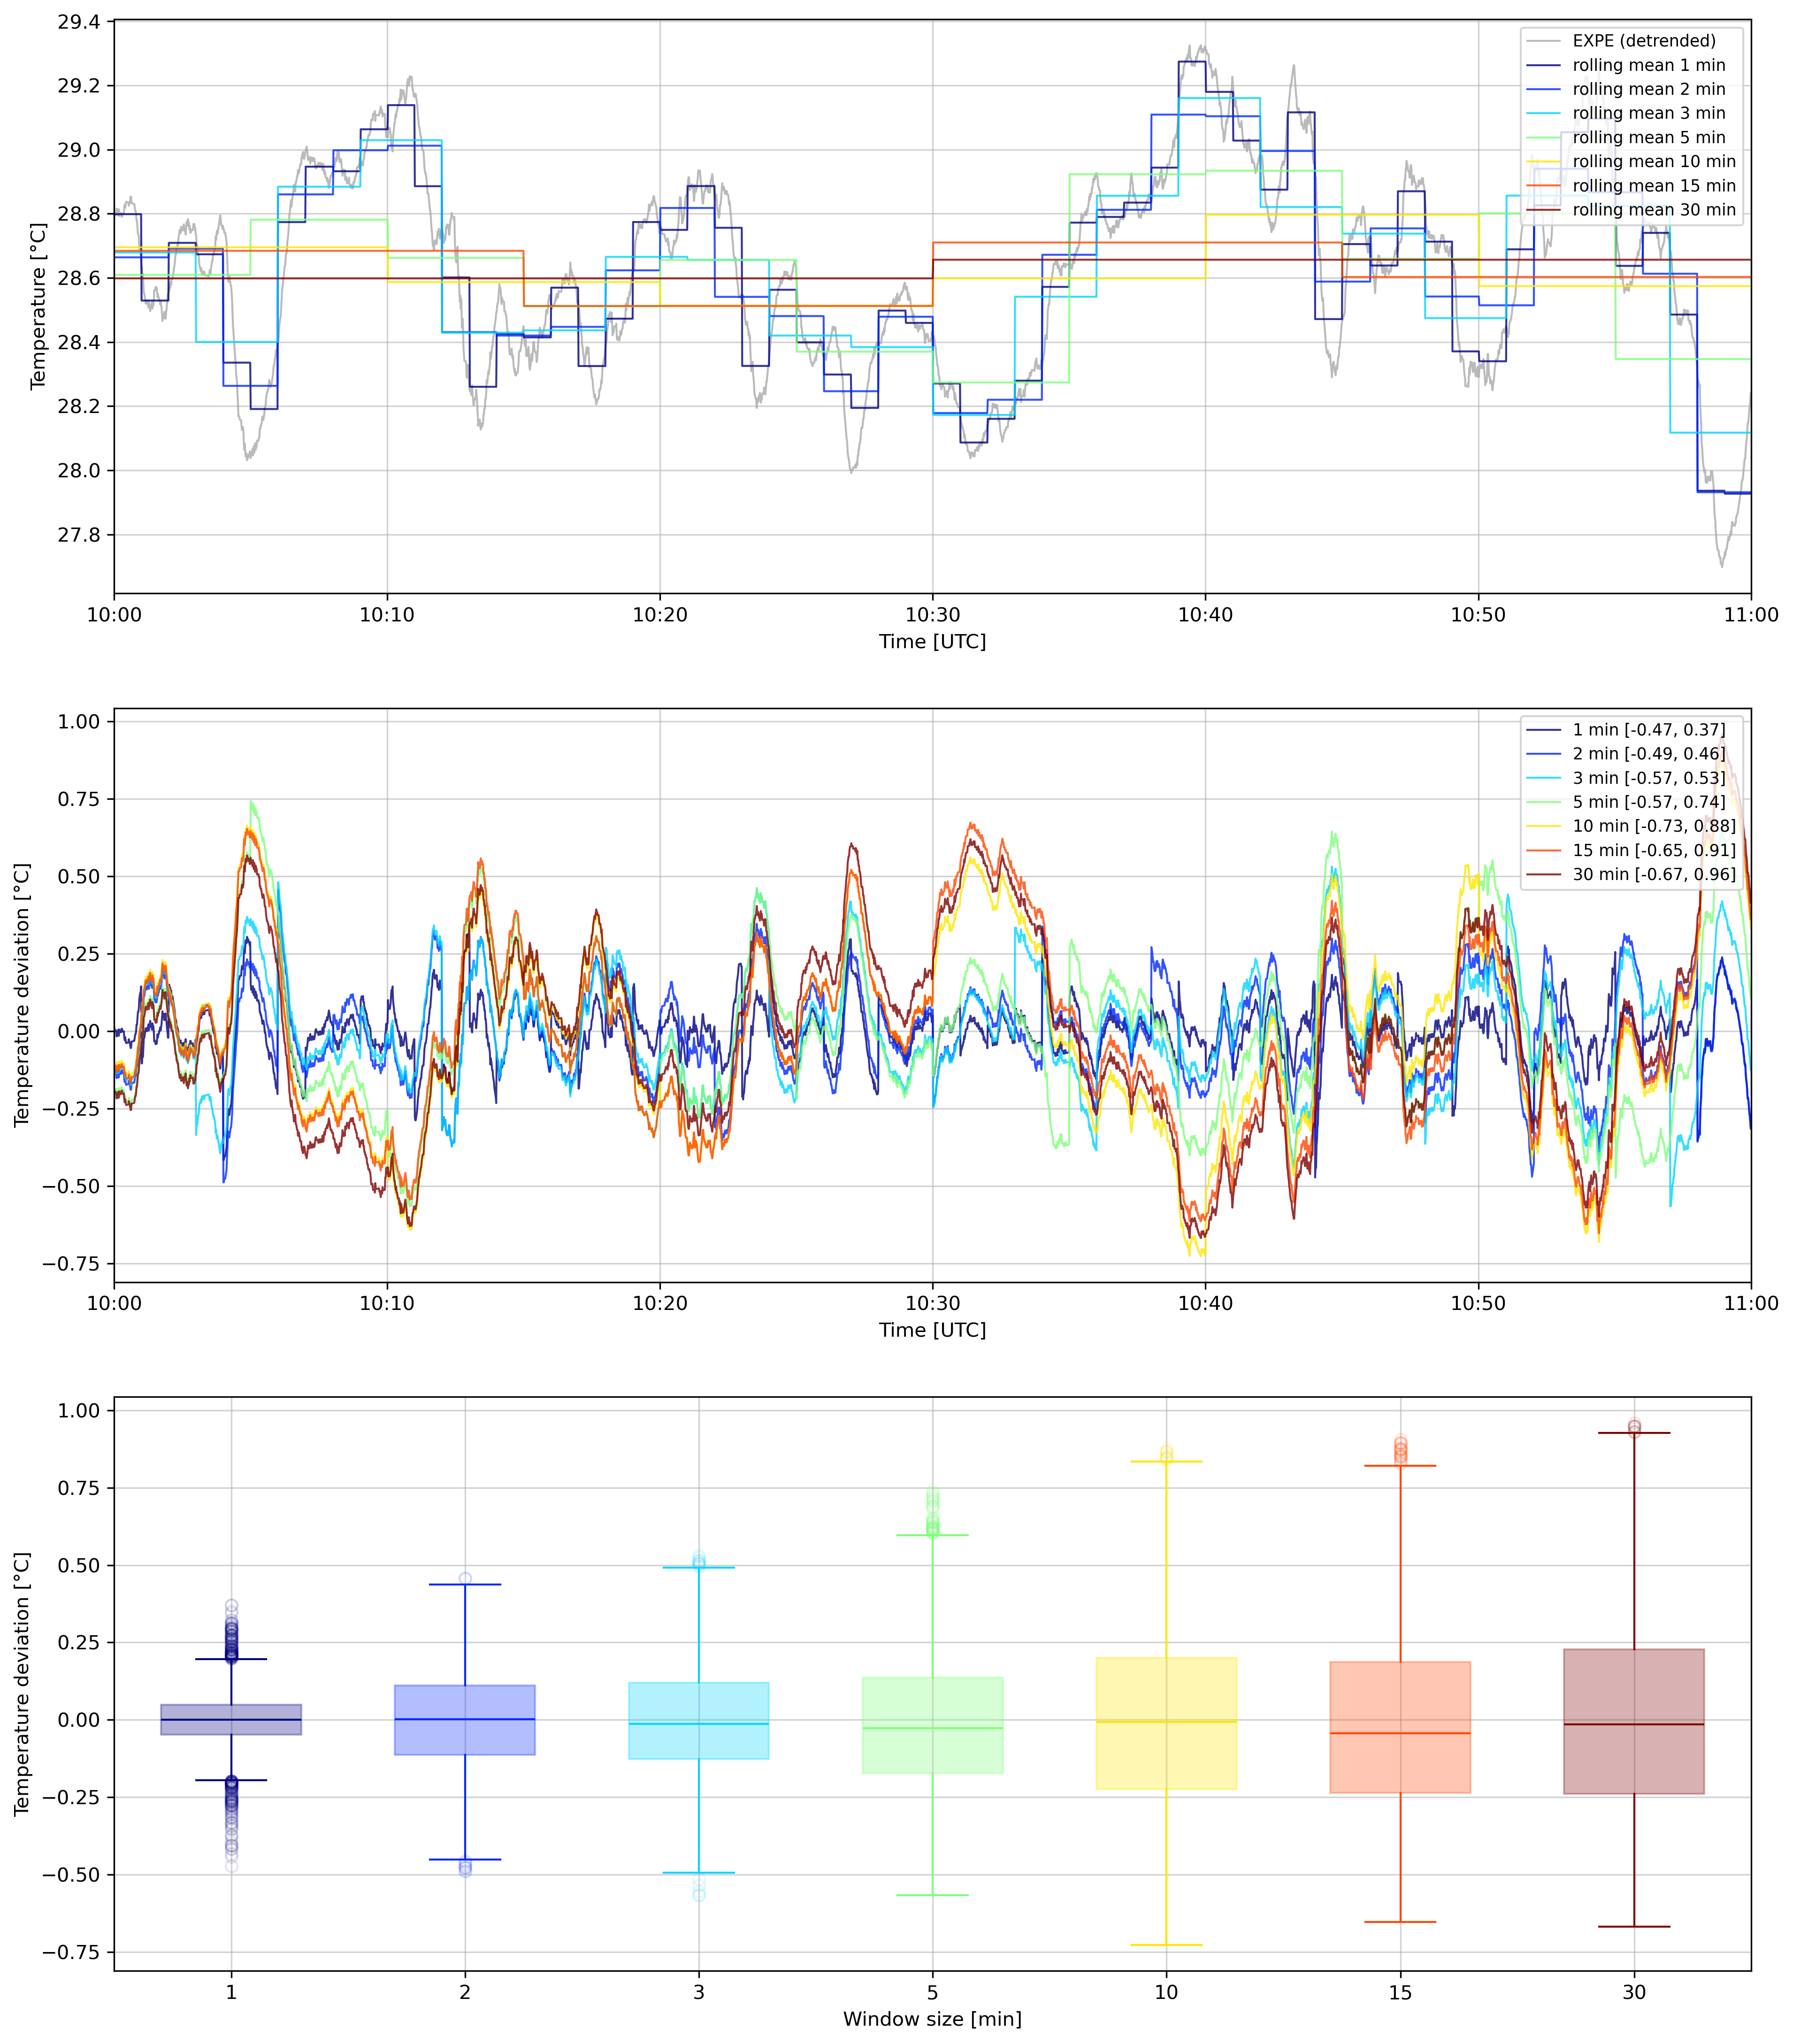 29.4
29.2
29.0
28.8
28.6
28.4
28.2
28.0
27.8
Temperature [°C]
EXPE (detrended)
rolling mean 1 min
rolling mean 2 min
rolling mean 3 min
rolling mean 5 min
rolling mean 10 min
rolling mean 15 min
rolling mean 30 min
10:00 10:10 10:20 10:30 10:40 10:50 11:00
Time [UTC]
1.00
0.75
0.50
0.25
0.00
−0.25
−0.50
−0.75
Temperature deviation [°C]
1 min [-0.47, 0.37]
2 min [-0.49, 0.46]
3 min [-0.57, 0.53]
5 min [-0.57, 0.74]
10 min [-0.73, 0.88]
15 min [-0.65, 0.91]
30 min [-0.67, 0.96]
10:00 10:10 10:20 10:30 10:40 10:50 11:00
Time [UTC]
1.00
0.75
0.50
0.25
0.00
−0.25
−0.50
−0.75
Temperature deviation [°C]
1 2 3 5 10 15 30
Window size [min]